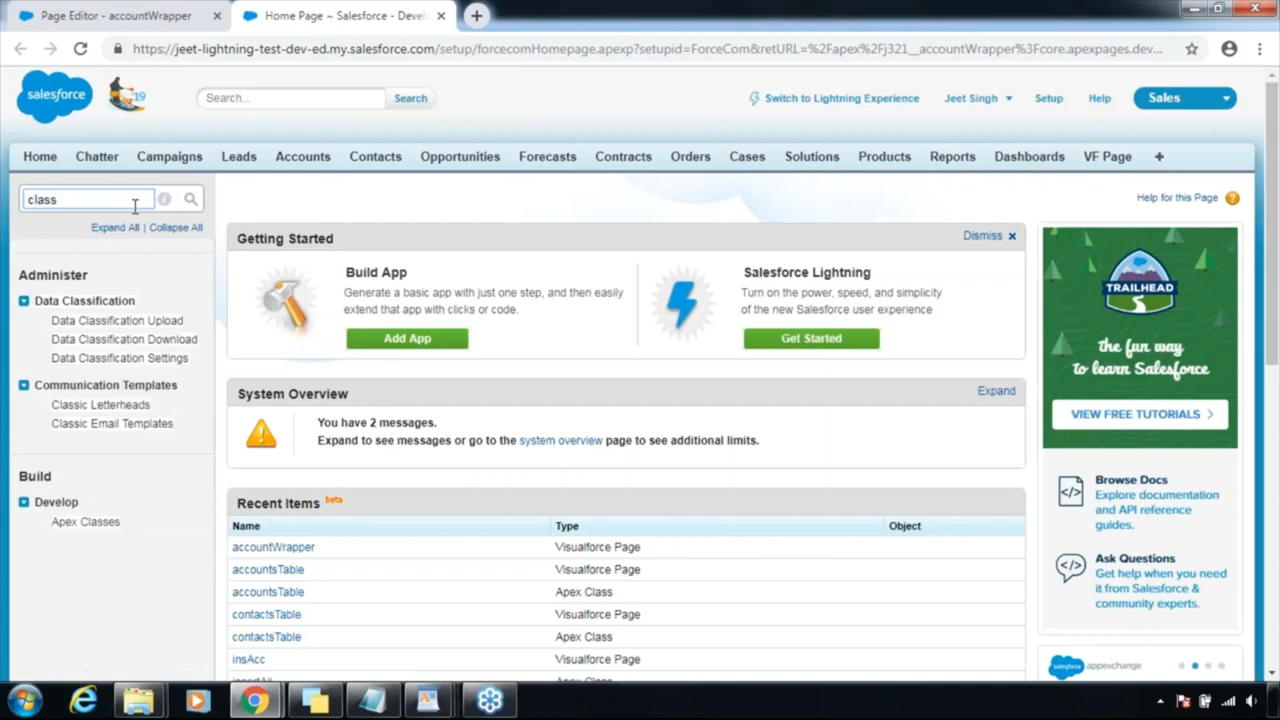 Page Editor - accountWrapper
Home Page ~ Salesforce - Devel
https://jeet-lightning-test-dev-ed.my.salesforce.com/setup/forcecomHomepage.apexp?setupid=ForceCom&retURL=%2Fapex%2Fj321__accountWrapper%3Fcore.apexpages.dev...
salesforce
19
Search...
Search
Switch to Lightning Experience
Jeet Singh
Setup
Help
Sales
Home
Chatter
Campaigns
Leads
Accounts
Contacts
Opportunities
Forecasts
Contracts
Orders
Cases
Solutions
Products
Reports
Dashboards
VF Page
+
class
Expand All | Collapse All
Help for this Page ?
Administer
Data Classification
Data Classification Upload
Data Classification Download
Data Classification Settings
Communication Templates
Classic Letterheads
Classic Email Templates
Build
Develop
Apex Classes
Getting Started
Dismiss
Build App
Generate a basic app with just one step, and then easily
extend that app with clicks or code.
Add App
Salesforce Lightning
Turn on the power, speed, and simplicity
of the new Salesforce user experience
Get Started
System Overview
Expand
You have 2 messages.
Expand to see messages or go to the system overview page to see additional limits.
Recent Items beta
Name Type Object
accountWrapper Visualforce Page
accountsTable Visualforce Page
accountsTable Apex Class
contactsTable Visualforce Page
contactsTable Apex Class
insAcc Visualforce Page
TRAILHEAD
the fun way
to learn Salesforce
VIEW FREE TUTORIALS
Browse Docs
Explore documentation
and API reference
guides.
Ask Questions
Get help when you need
it from Salesforce &
community experts.
salesforce appexchange